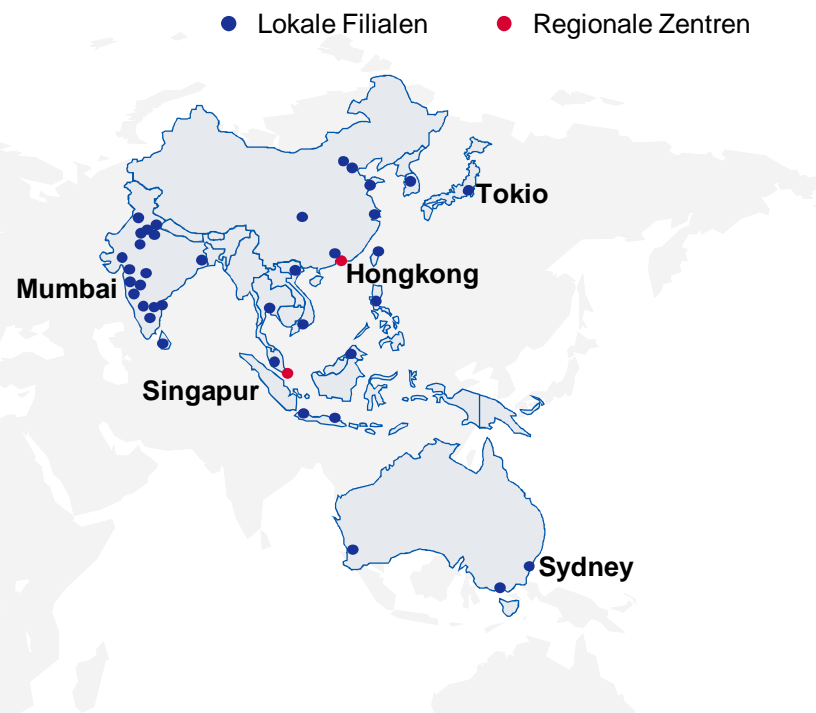 Lokale Filialen
Regionale Zentren
Tokio
Hongkong
Mumbai
Singapur
Sydney